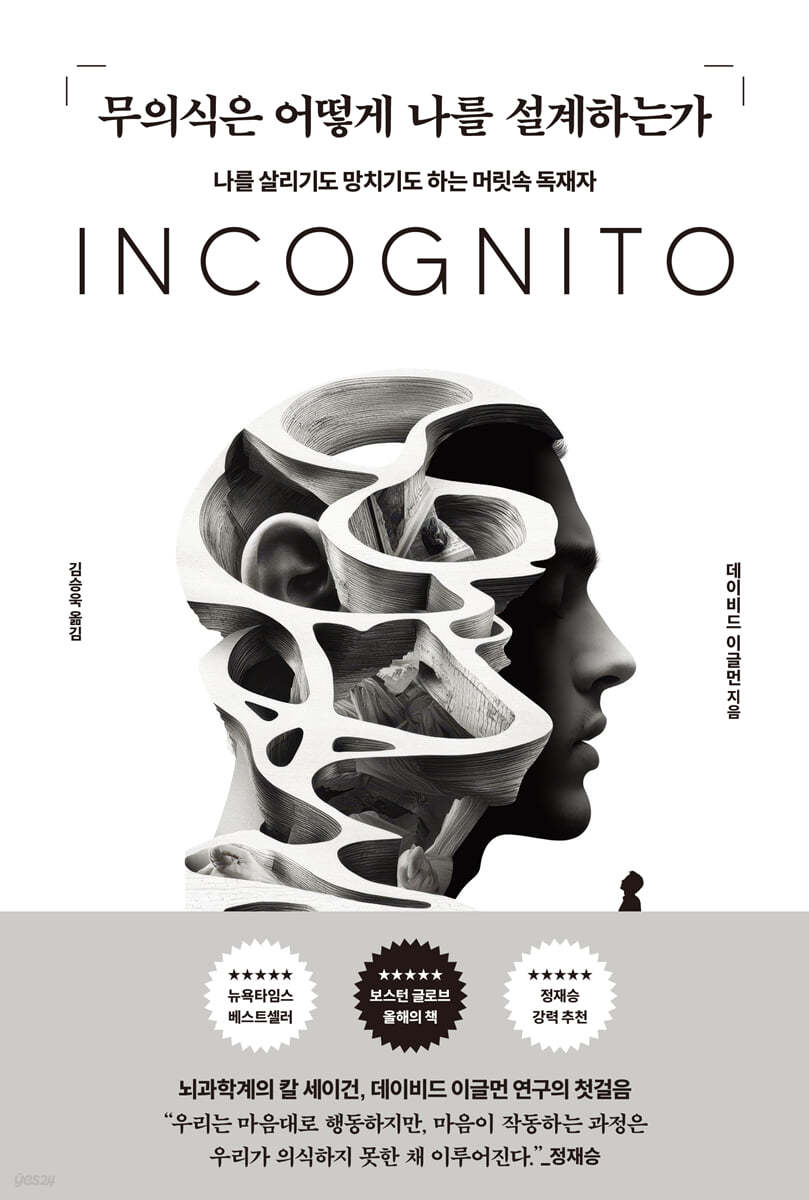 무의식은 어떻게 나를 설계하는가
나를 살리기도 망치기도 하는 머릿속 독재자
INCOGNITO
김승욱 옮김
데이비드 이글먼 지음
★★★★★
뉴욕타임스
베스트셀러
★★★★★
보스턴 글로브
올해의 책
★★★★★
정재승
강력 추천
뇌과학계의 칼 세이건, 데이비드 이글먼 연구의 첫걸음
“우리는 마음대로 행동하지만, 마음이 작동하는 과정은
우리가 의식하지 못한 채 이루어진다.”_정재승
yes24